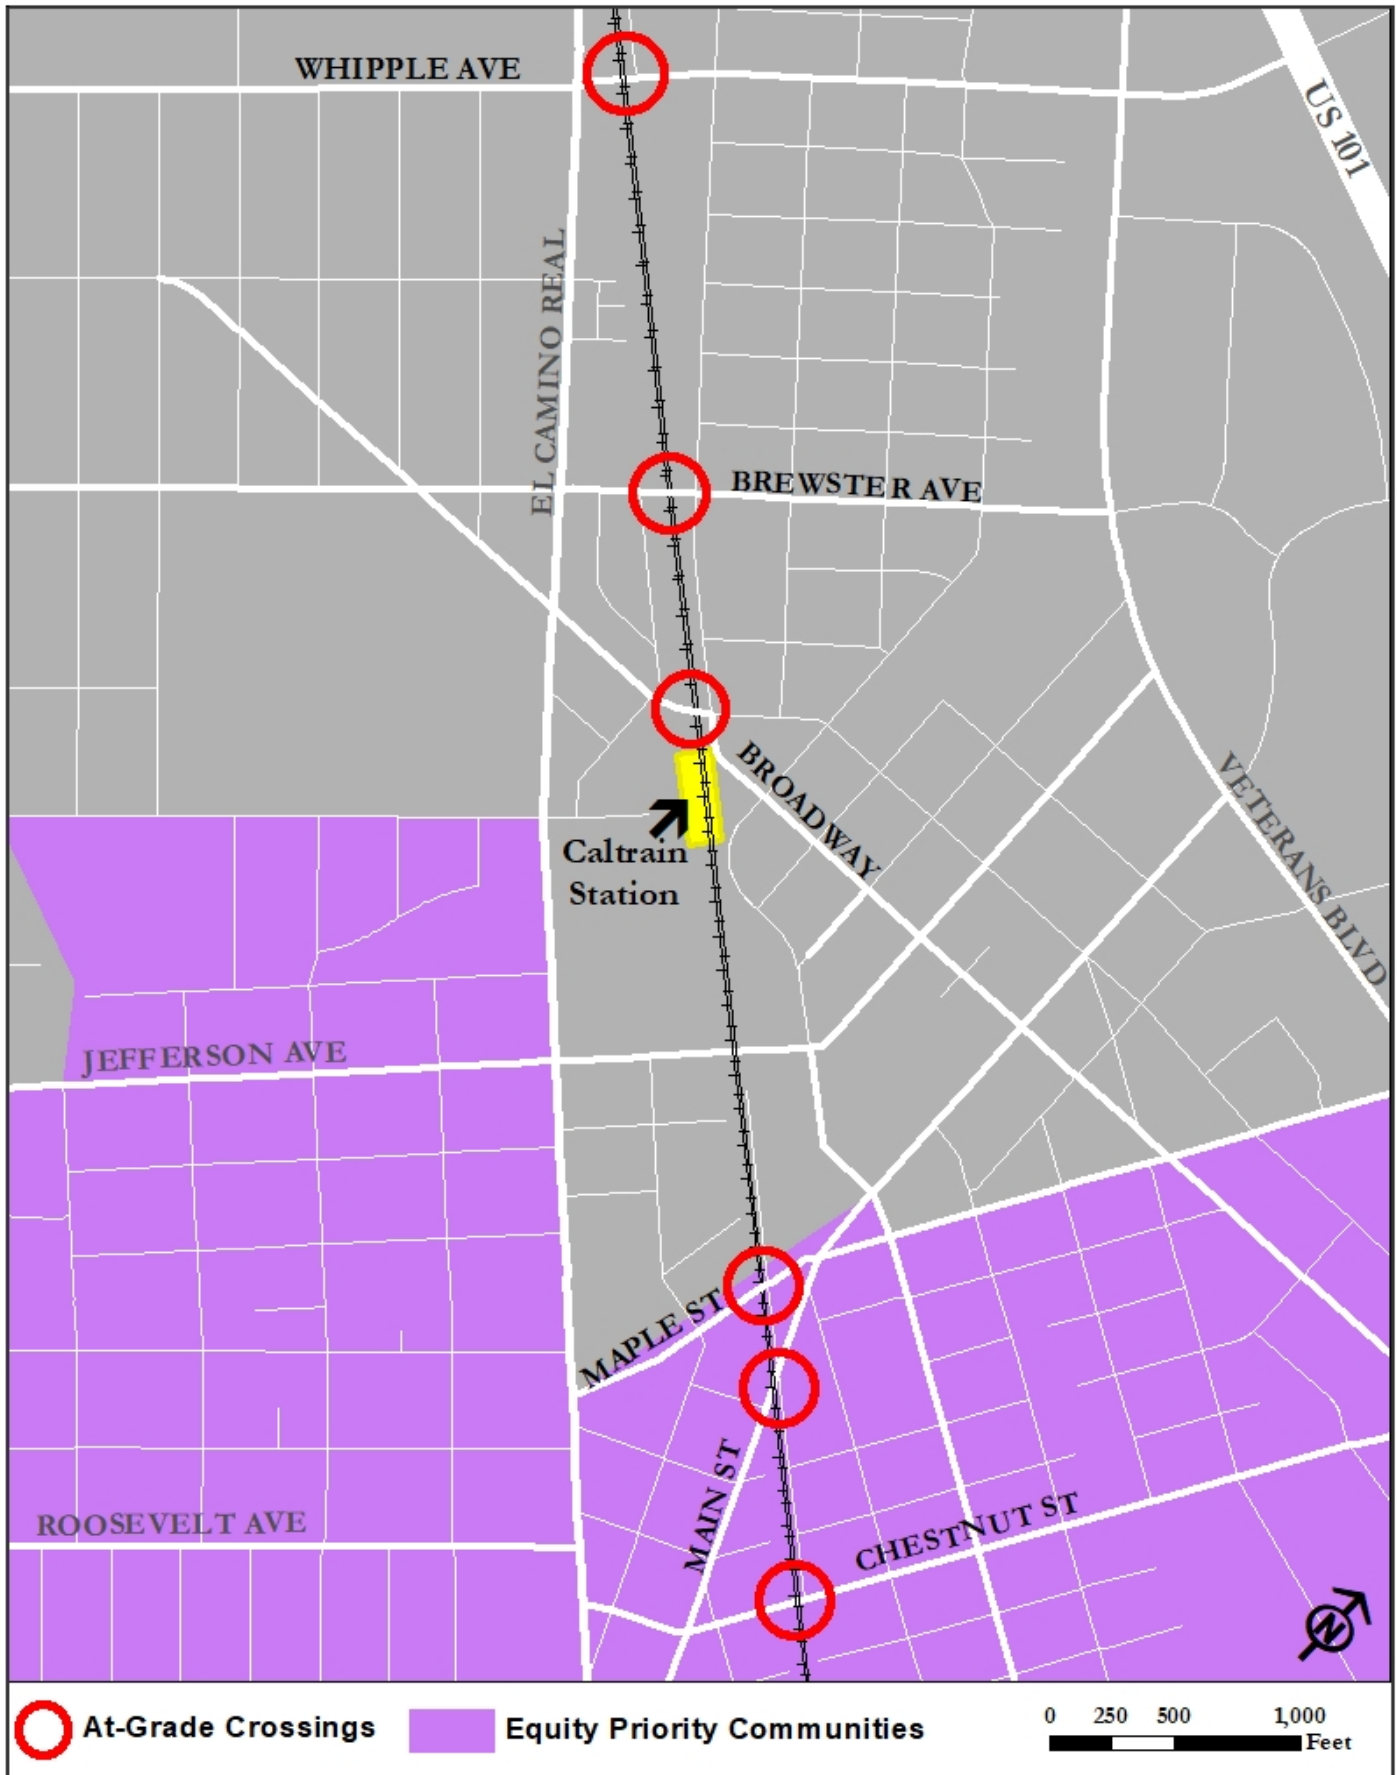 WHIPPLE AVE
US 101
EL CAMINO REAL
BREWSTER AVE
BROADWAY
VETERANS BLVD
Caltrain
Station
JEFFERSON AVE
MAPLE ST
MAIN ST
CHESTNUT ST
ROOSEVELT AVE
N
At-Grade Crossings
Equity Priority Communities
0 250 500 1,000
Feet